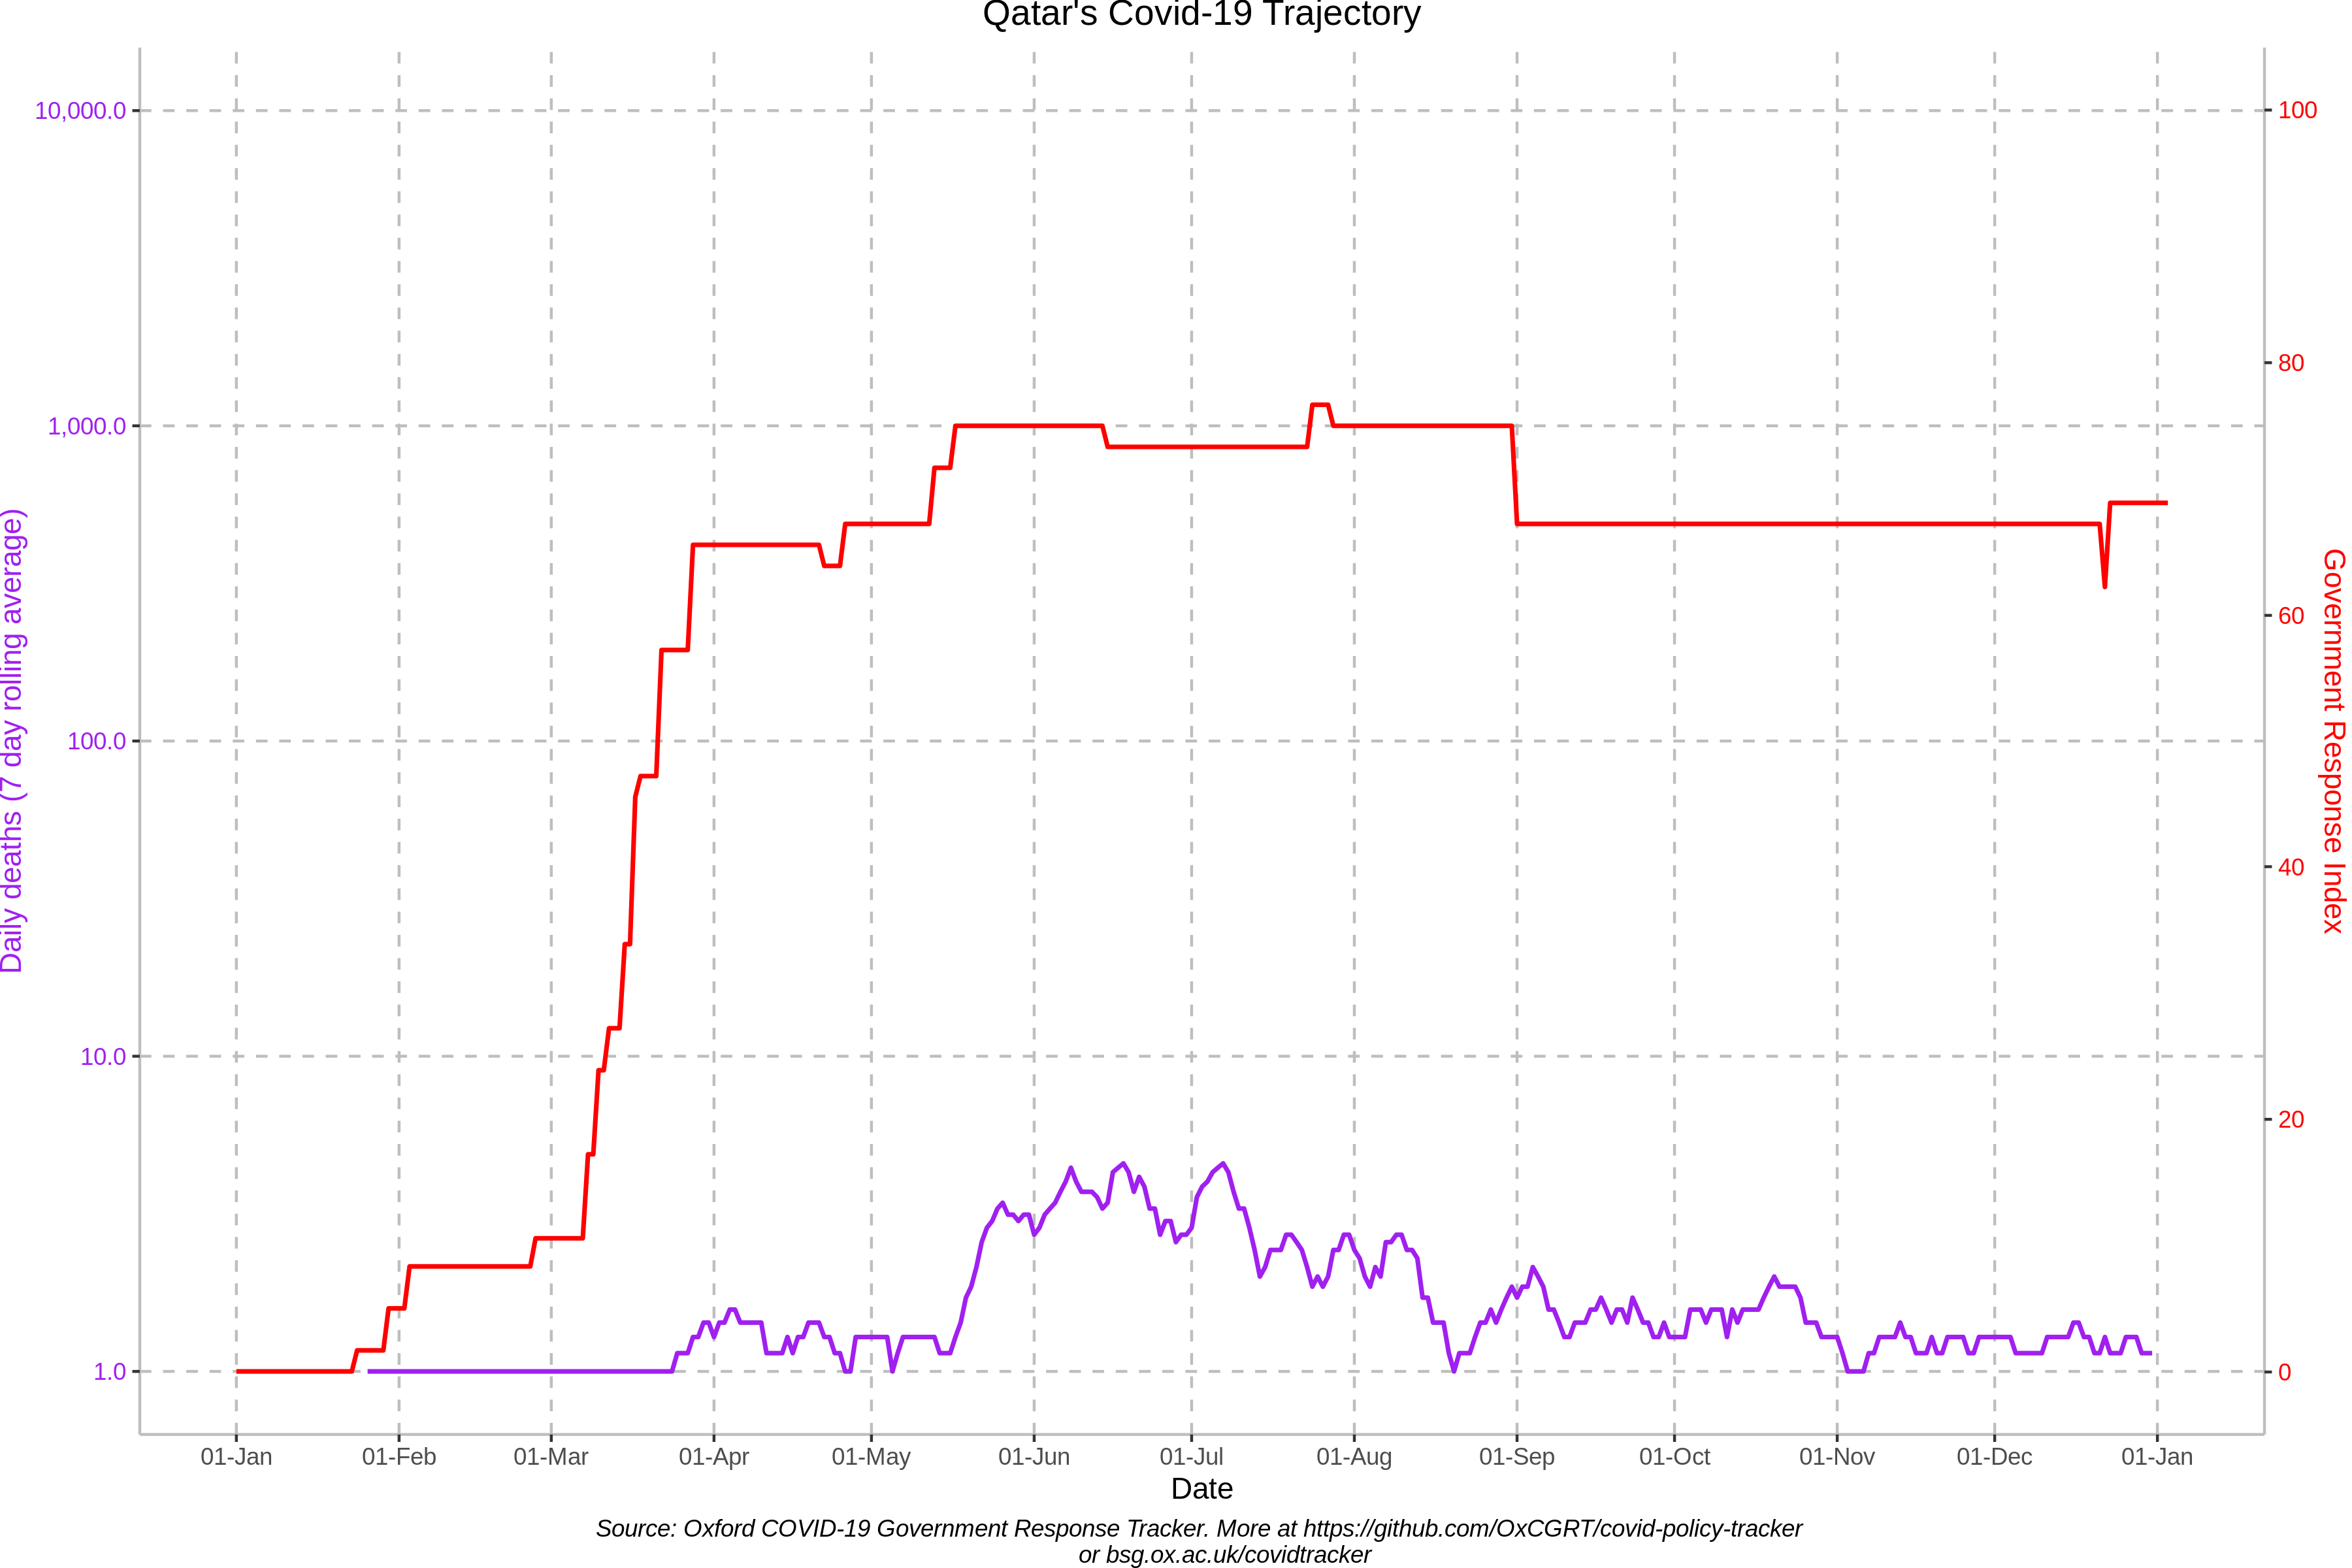 Qatar's Covid-19 Trajectory
10,000.0
1,000.0
100.0
10.0
1.0
Daily deaths (7 day rolling average)
100
80
60
40
20
0
Government Response Index
01-Jan 01-Feb 01-Mar 01-Apr 01-May 01-Jun 01-Jul 01-Aug 01-Sep 01-Oct 01-Nov 01-Dec 01-Jan
Date
Source: Oxford COVID-19 Government Response Tracker. More at https://github.com/OxCGRT/covid-policy-tracker
or bsg.ox.ac.uk/covidtracker